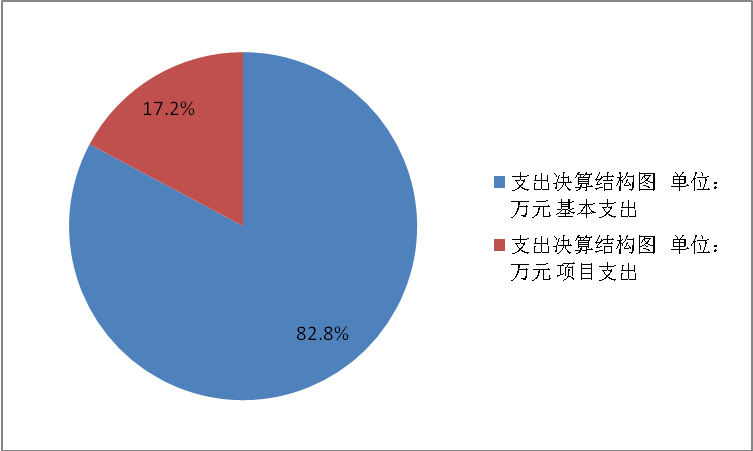 17.2%
82.8%
支出决算结构图 单位：
万元 基本支出
支出决算结构图 单位：
万元 项目支出